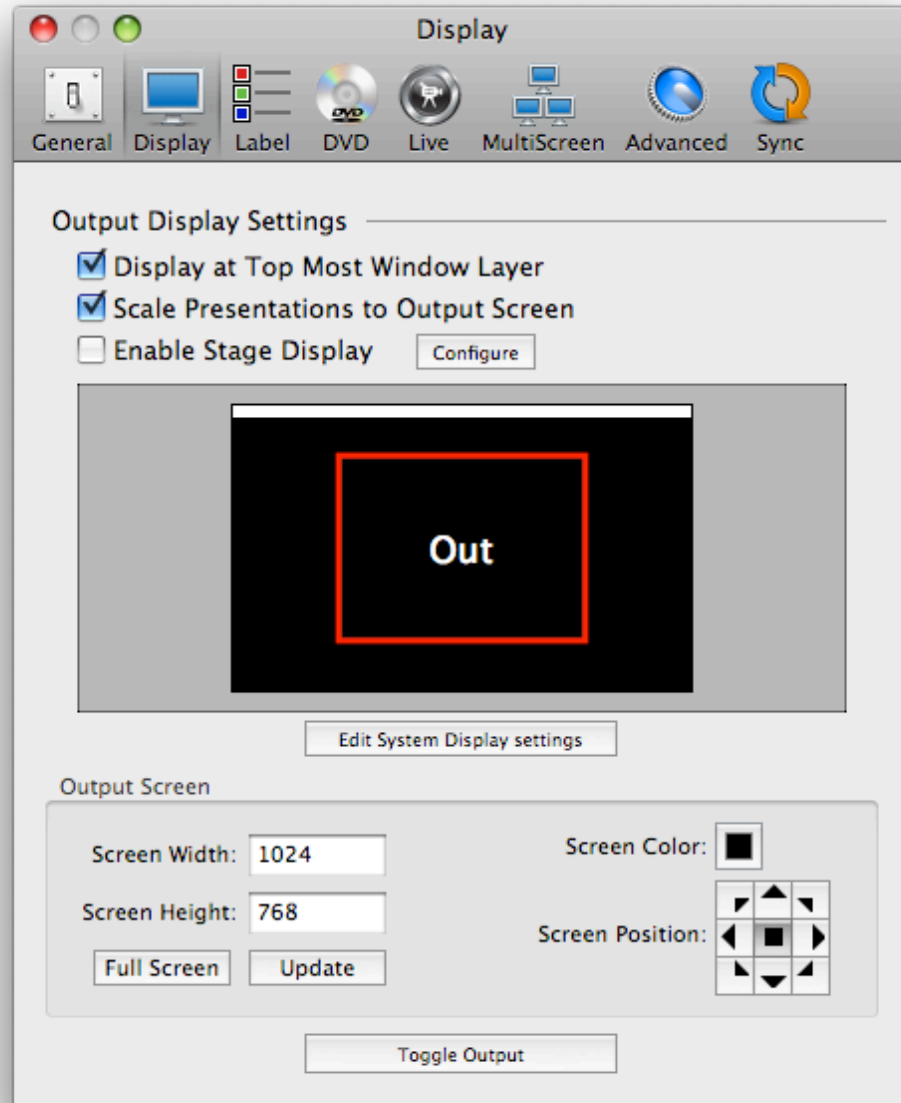 Display
General Display Label DVD Live MultiScreen Advanced Sync
Output Display Settings
Display at Top Most Window Layer
Scale Presentations to Output Screen
Enable Stage Display Configure
Out
Edit System Display settings
Output Screen
Screen Width: 1024 Screen Color:
Screen Height: 768 Screen Position:
Full Screen Update
Toggle Output